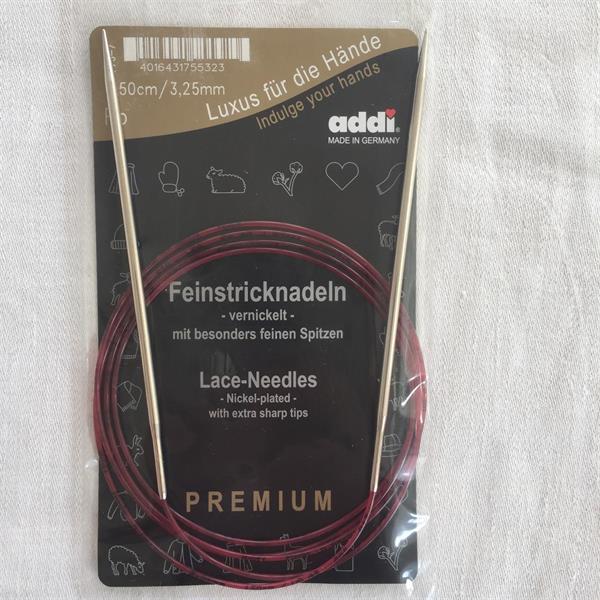 4016431755323
50cm/3,25mm
Luxus für die Hände
Indulge your hands
addi
MADE IN GERMANY
Feinstricknadeln
- vernickelt -
mit besonders feinen Spitzen
Lace-Needles
- Nickel-plated -
with extra sharp tips
PREMIUM